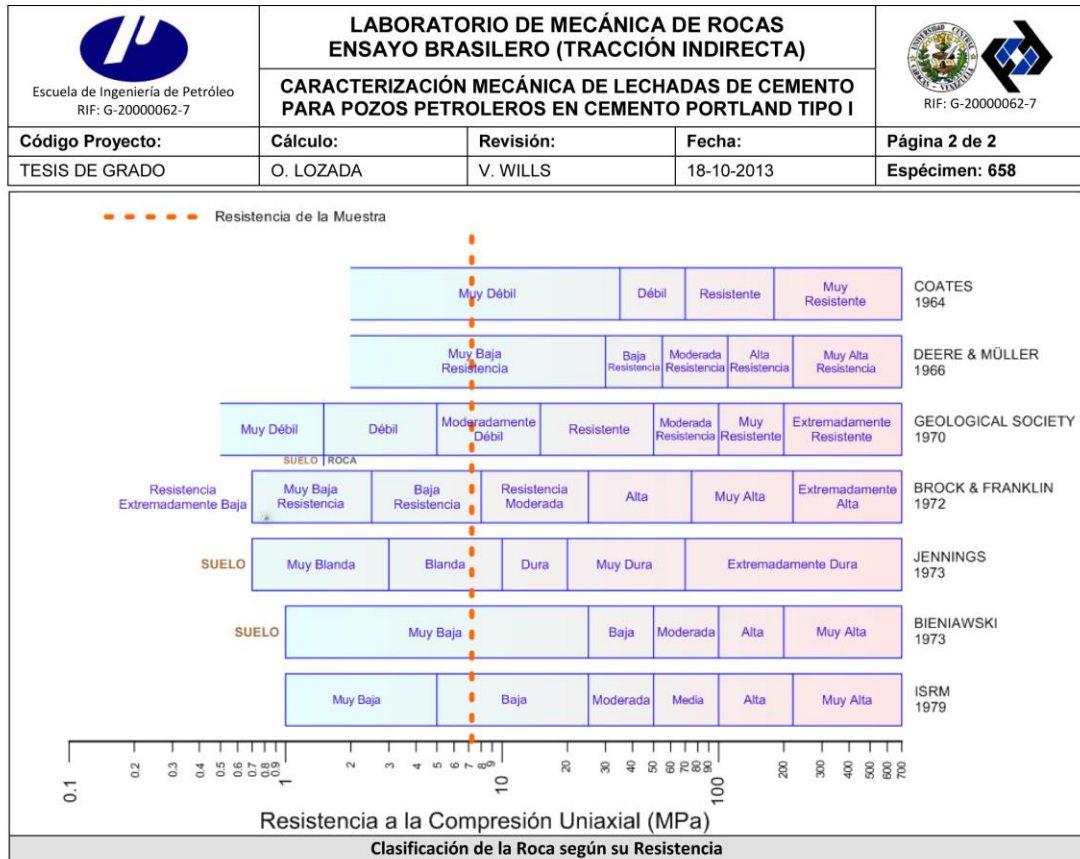 LABORATORIO DE MECÁNICA DE ROCAS
ENSAYO BRASILERO (TRACCIÓN INDIRECTA)
CARACTERIZACIÓN MECÁNICA DE LECHADAS DE CEMENTO
PARA POZOS PETROLEROS EN CEMENTO PORTLAND TIPO I
Escuela de Ingeniería de Petróleo
RIF: G-20000062-7
RIF: G-20000062-7
Código Proyecto: Cálculo: Revisión: Fecha: Página 2 de 2
TESIS DE GRADO O. LOZADA V. WILLS 18-10-2013 Espécimen: 658
Resistencia de la Muestra
Muy Débil Débil Resistente Muy
Resistente
COATES
1964
Muy Baja
Resistencia
Baja
Resistencia
Moderada
Resistencia
Alta
Resistencia
Muy Alta
Resistencia
DEERE & MÜLLER
1966
Muy Débil Débil
Moderadamente
Débil
Resistente
Moderada
Resistencia
Muy
Resistente
Extremadamente
Resistente
GEOLOGICAL SOCIETY
1970
SUELO ROCA
Resistencia
Extremadamente Baja
Muy Baja
Resistencia
Baja
Resistencia
Resistencia
Moderada
Alta Muy Alta
Extremadamente
Alta
BROCK & FRANKLIN
1972
SUELO Muy Blanda Blanda Dura Muy Dura Extremadamente Dura
JENNINGS
1973
SUELO Muy Baja Baja Moderada Alta Muy Alta
BIENIAWSKI
1973
Muy Baja Baja Moderada Media Alta Muy Alta
ISRM
1979
0.1 0.2 0.3 0.4 0.5 0.6 0.7 0.8 0.9 1 2 3 4 5 6 7 8 9 10 20 30 40 50 60 70 80 90 100 200 300 400 500 600 700
Resistencia a la Compresión Uniaxial (MPa)
Clasificación de la Roca según su Resistencia